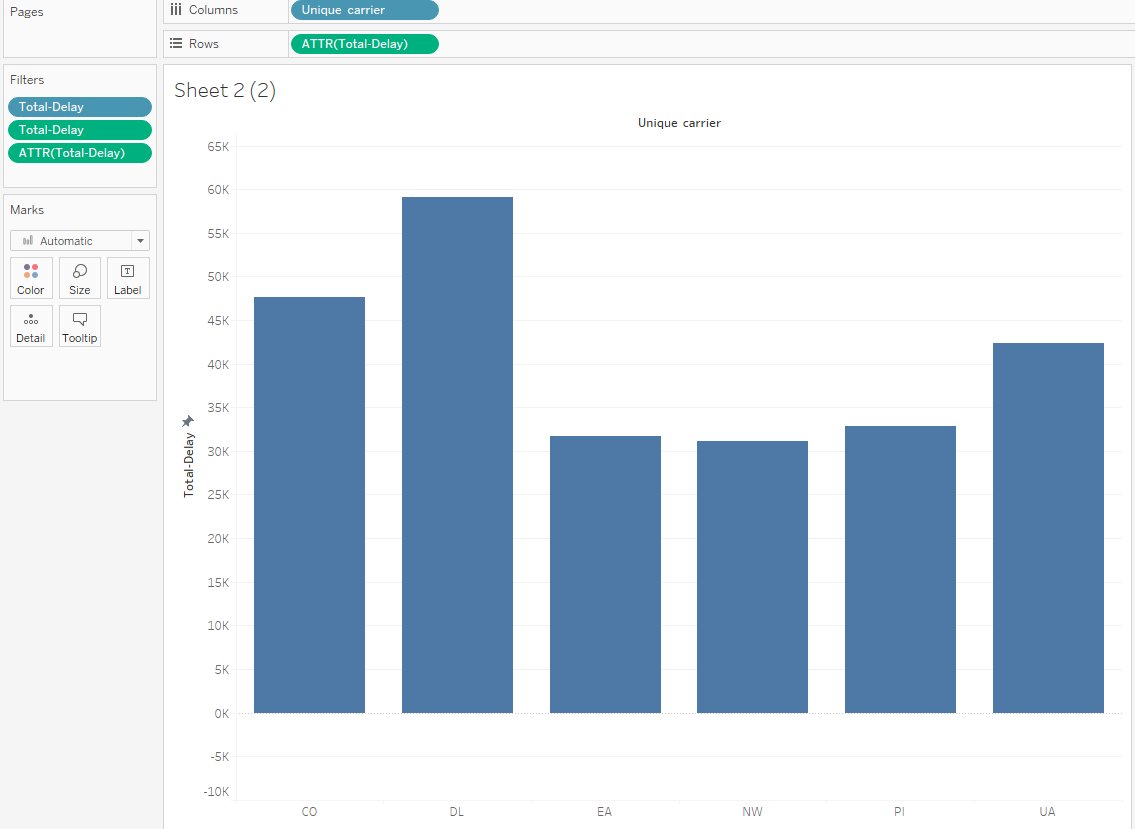 Pages
Columns
Unique carrier
Rows
ATTR(Total-Delay)
Filters
Total-Delay
Total-Delay
ATTR(Total-Delay)
Marks
Automatic
Color
Size
T
Label
Detail
Tooltip
Sheet 2 (2)
Unique carrier
Total-Delay
65K
60K
55K
50K
45K
40K
35K
30K
25K
20K
15K
10K
5K
0K
-5K
-10K
CO DL EA NW PI UA